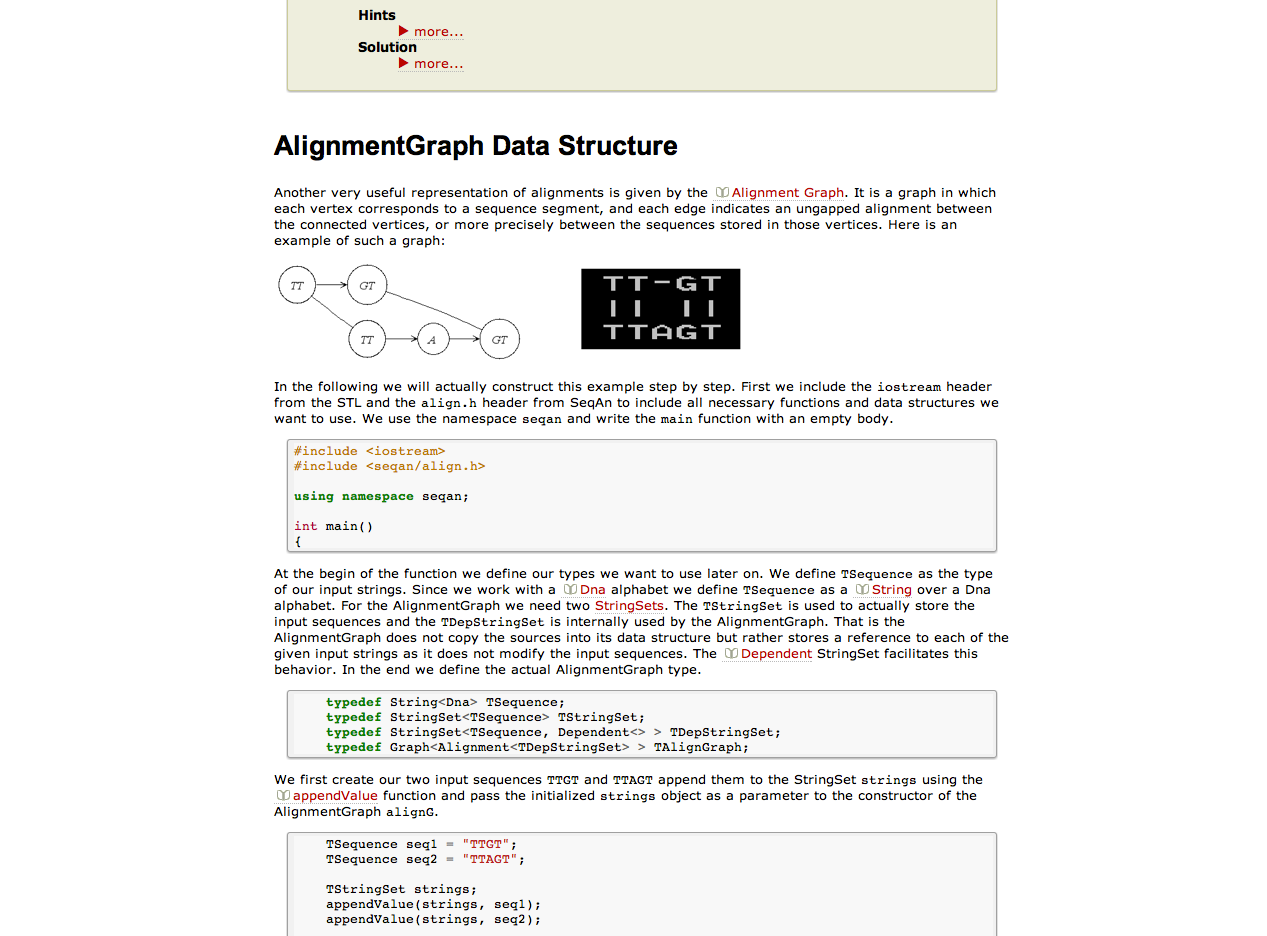 Hints
▶ more...
Solution
▶ more...
AlignmentGraph Data Structure
Another very useful representation of alignments is given by the Alignment Graph. It is a graph in which
each vertex corresponds to a sequence segment, and each edge indicates an ungapped alignment between
the connected vertices, or more precisely between the sequences stored in those vertices. Here is an
example of such a graph:
TT GT
TT A GT
TT-GT
|| ||
TTAGT
In the following we will actually construct this example step by step. First we include the iostream header
from the STL and the align.h header from SeqAn to include all necessary functions and data structures we
want to use. We use the namespace seqan and write the main function with an empty body.
#include <iostream>
#include <seqan/align.h>
using namespace seqan;
int main()
{
At the begin of the function we define our types we want to use later on. We define TSequence as the type
of our input strings. Since we work with a Dna alphabet we define TSequence as a String over a Dna
alphabet. For the AlignmentGraph we need two StringSets. The TStringSet is used to actually store the
input sequences and the TDepStringSet is internally used by the AlignmentGraph. That is the
AlignmentGraph does not copy the sources into its data structure but rather stores a reference to each of the
given input strings as it does not modify the input sequences. The Dependent StringSet facilitates this
behavior. In the end we define the actual AlignmentGraph type.
typedef String<Dna> TSequence;
typedef StringSet<TSequence> TStringSet;
typedef StringSet<TSequence, Dependent<> > TDepStringSet;
typedef Graph<Alignment<TDepStringSet> > TAlignGraph;
We first create our two input sequences TTGT and TTAGT append them to the StringSet strings using the
appendValue function and pass the initialized strings object as a parameter to the constructor of the
AlignmentGraph alignG.
TSequence seq1 = "TTGT";
TSequence seq2 = "TTAGT";
TStringSet strings;
appendValue(strings, seq1);
appendValue(strings, seq2);